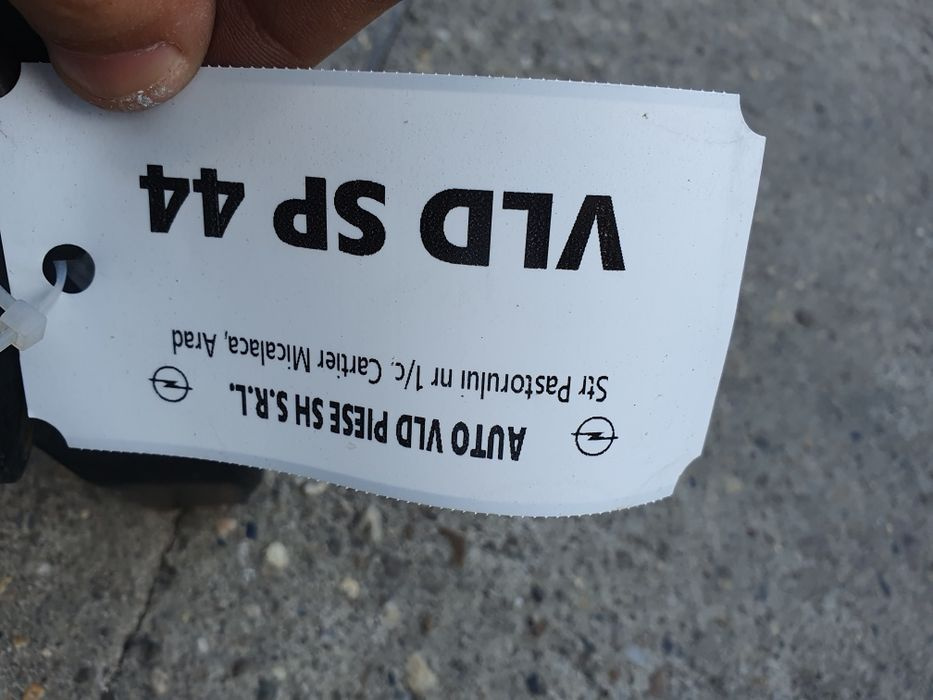 AUTO VLD PIESE SH S.R.L.
Str Pastorului nr 1/c, Cartier Micalaca, Arad
VLD SP 44